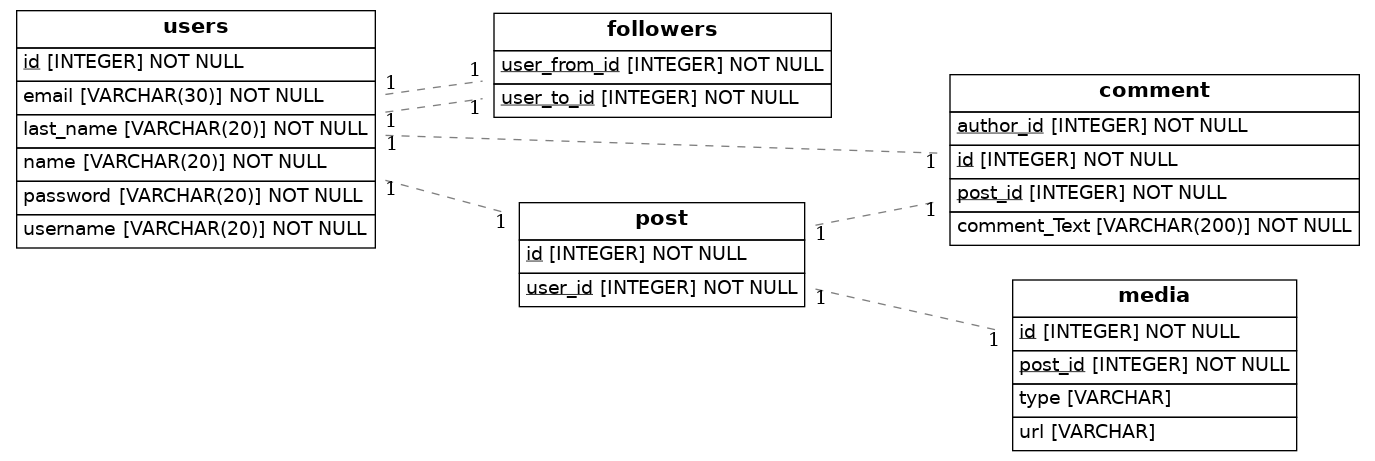 users
id [INTEGER] NOT NULL
email [VARCHAR(30)] NOT NULL
last_name [VARCHAR(20)] NOT NULL
name [VARCHAR(20)] NOT NULL
password [VARCHAR(20)] NOT NULL
username [VARCHAR(20)] NOT NULL
1
1
1
1
1
1
1
1
followers
user_from_id [INTEGER] NOT NULL
user_to_id [INTEGER] NOT NULL
post
id [INTEGER] NOT NULL
user_id [INTEGER] NOT NULL
1
1
1
1
comment
author_id [INTEGER] NOT NULL
id [INTEGER] NOT NULL
post_id [INTEGER] NOT NULL
comment_Text [VARCHAR(200)] NOT NULL
media
id [INTEGER] NOT NULL
post_id [INTEGER] NOT NULL
type [VARCHAR]
url [VARCHAR]